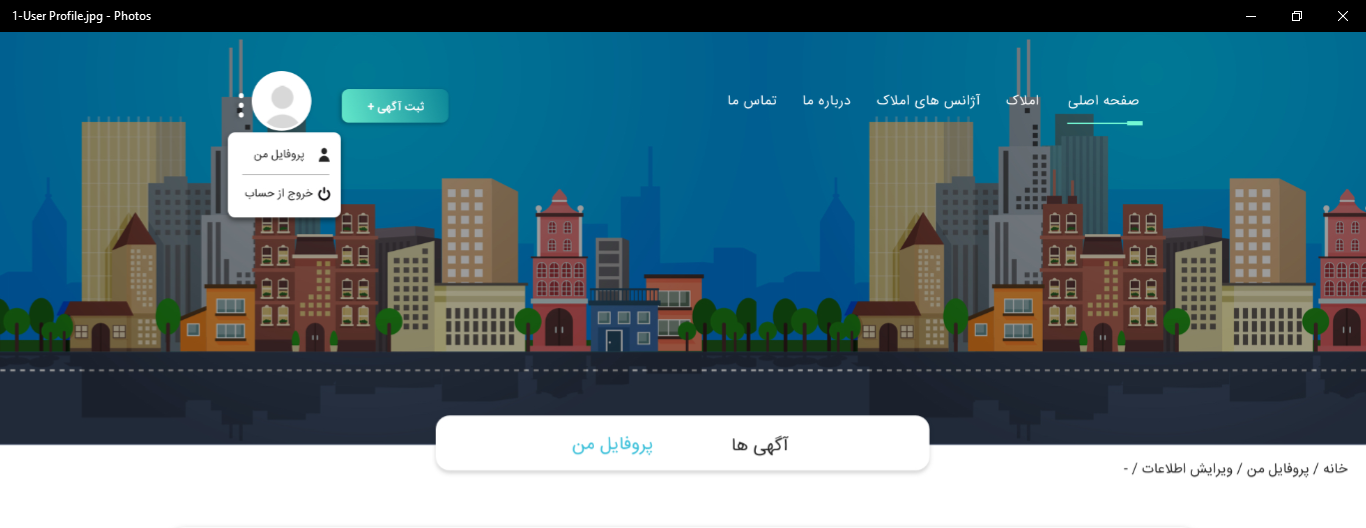 1-User Profile.jpg - Photos
صفحه اصلی
املاک
آژانس های املاک
درباره ما
تماس ما
ثبت آگهی +
پروفایل من
خروج از حساب
آگهی ها
پروفایل من
خانه / پروفایل من / ویرایش اطلاعات / -